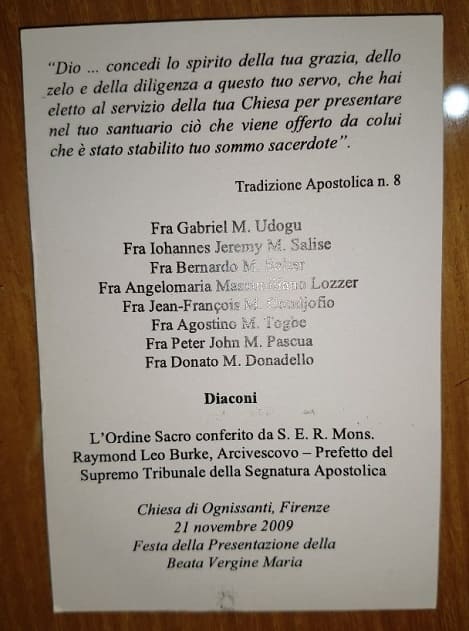 “Dio ... concedi lo spirito della tua grazia, dello
zelo e della diligenza a questo tuo servo, che hai
eletto al servizio della tua Chiesa per presentare
nel tuo santuario ciò che viene offerto da colui
che è stato stabilito tuo sommo sacerdote”.
Tradizione Apostolica n. 8
Fra Gabriel M. Udogu
Fra Iohannes Jeremy M. Salise
Fra Bernardo M.
Fra Angelomaria Lozzer
Fra Jean-François M.
Fra Agostino M. Togbe
Fra Peter John M. Pascua
Fra Donato M. Donadello
Diaconi
L’Ordine Sacro conferito da S. E. R. Mons.
Raymond Leo Burke, Arcivescovo – Prefetto del
Supremo Tribunale della Segnatura Apostolica
Chiesa di Ognissanti, Firenze
21 novembre 2009
Festa della Presentazione della
Beata Vergine Maria